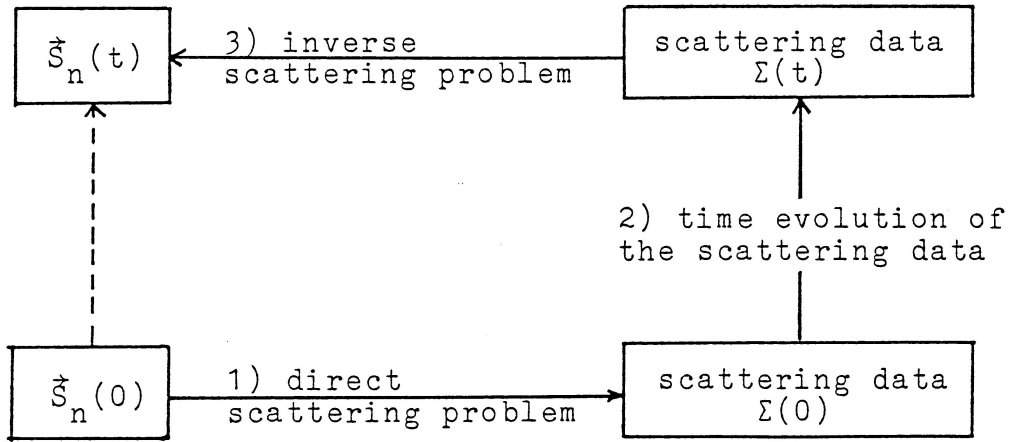 S⃗n(t)
3) inverse
scattering problem
scattering data
Σ(t)
2) time evolution of
the scattering data
S⃗n(0)
1) direct
scattering problem
scattering data
Σ(0)